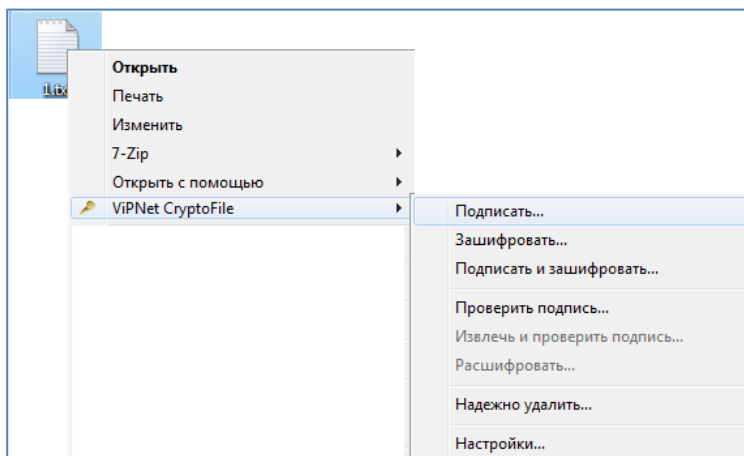 Открыть
1.tx
Печать
Изменить
7-Zip
Открыть с помощью
ViPNet CryptoFile
Подписать...
Зашифровать...
Подписать и зашифровать...
Проверить подпись...
Извлечь и проверить подпись...
Расшифровать...
Надежно удалить...
Настройки...